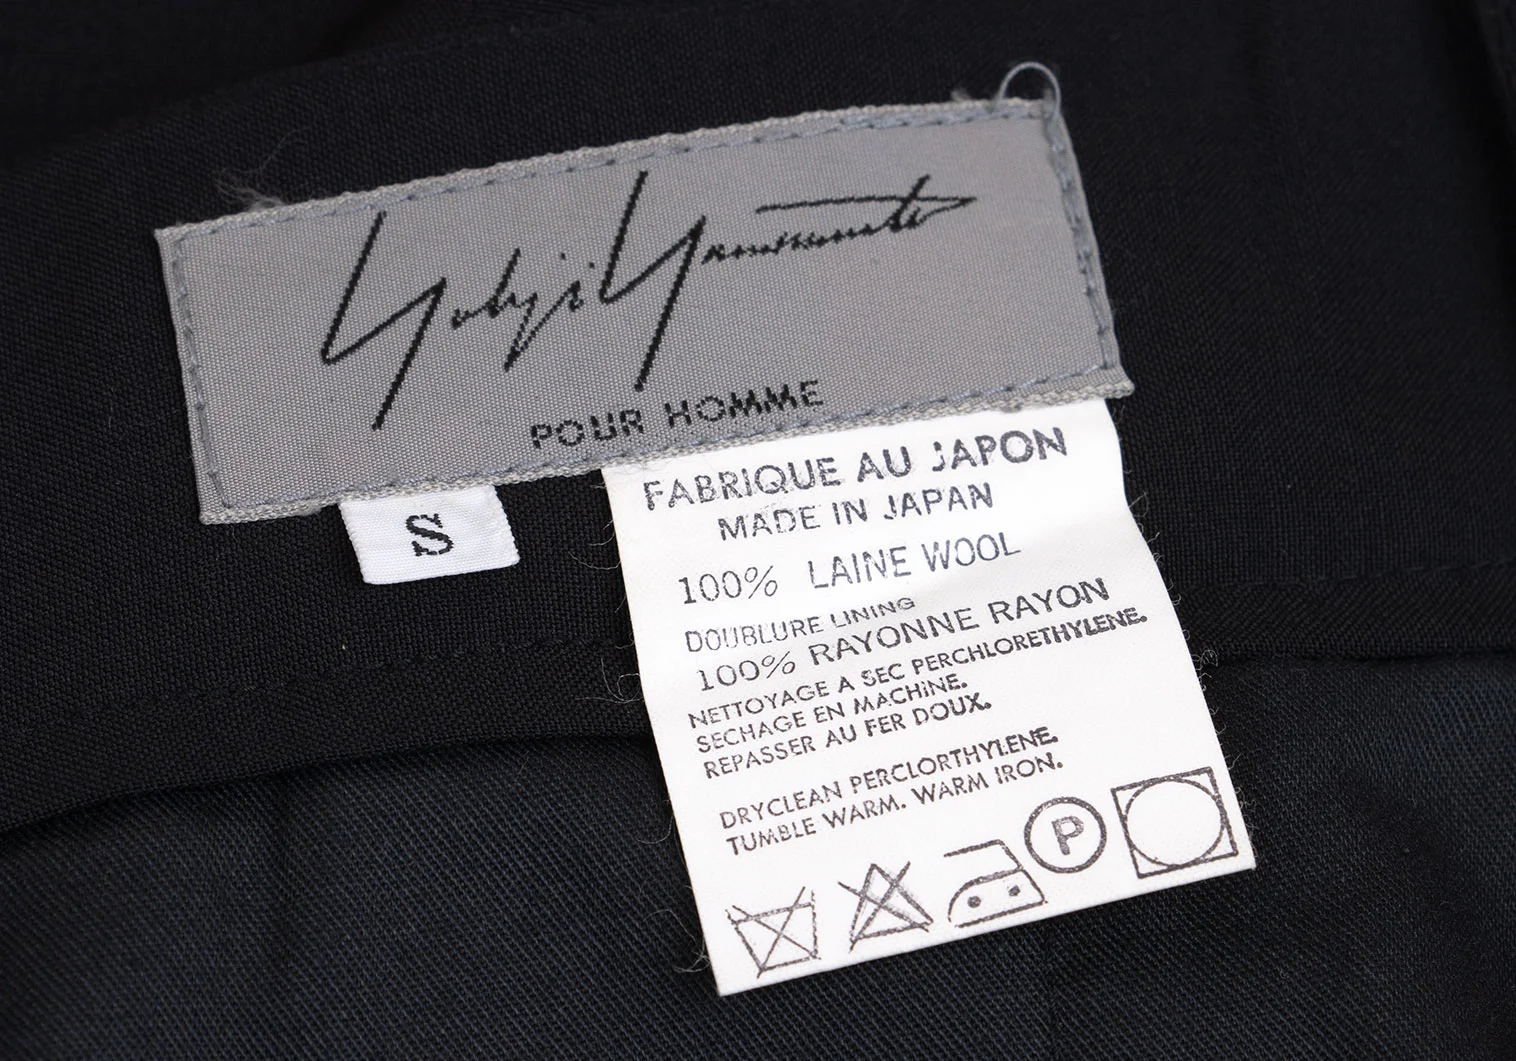 Yohji Yamamoto
POUR HOMME
S
FABRIQUE AU JAPON
MADE IN JAPAN
100% LAINE WOOL
DOUBLURE LINING
100% RAYONNE RAYON
NETTOYAGE A SEC PERCHLORETHYLENE.
SECHAGE EN MACHINE.
REPASSER AU FER DOUX.
DRYCLEAN PERCLORTHYLENE.
TUMBLE WARM. WARM IRON.
P